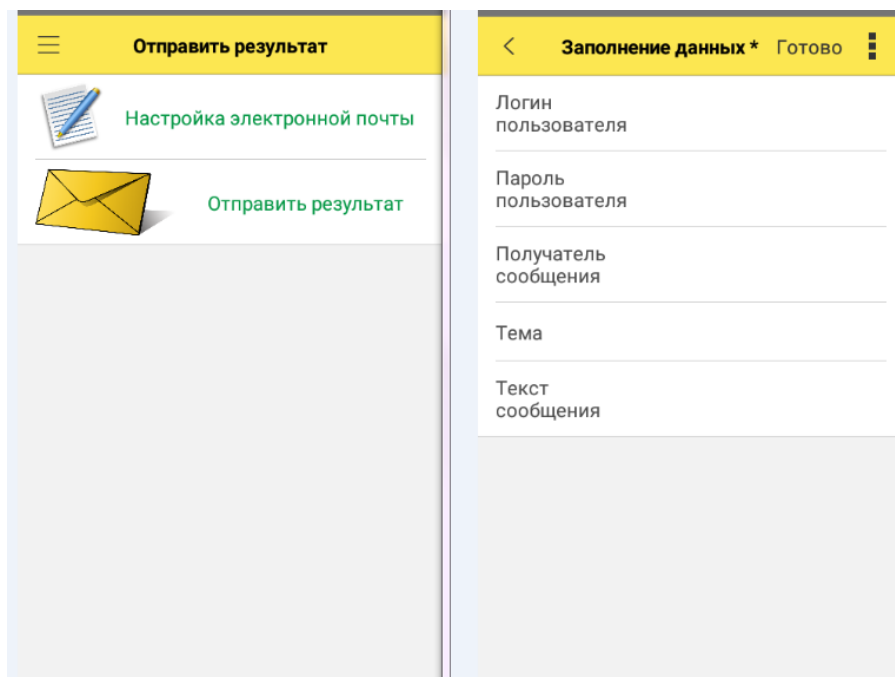 Отправить результат
Настройка электронной почты
Отправить результат
Заполнение данных * Готово
Логин
пользователя
Пароль
пользователя
Получатель
сообщения
Тема
Текст
сообщения